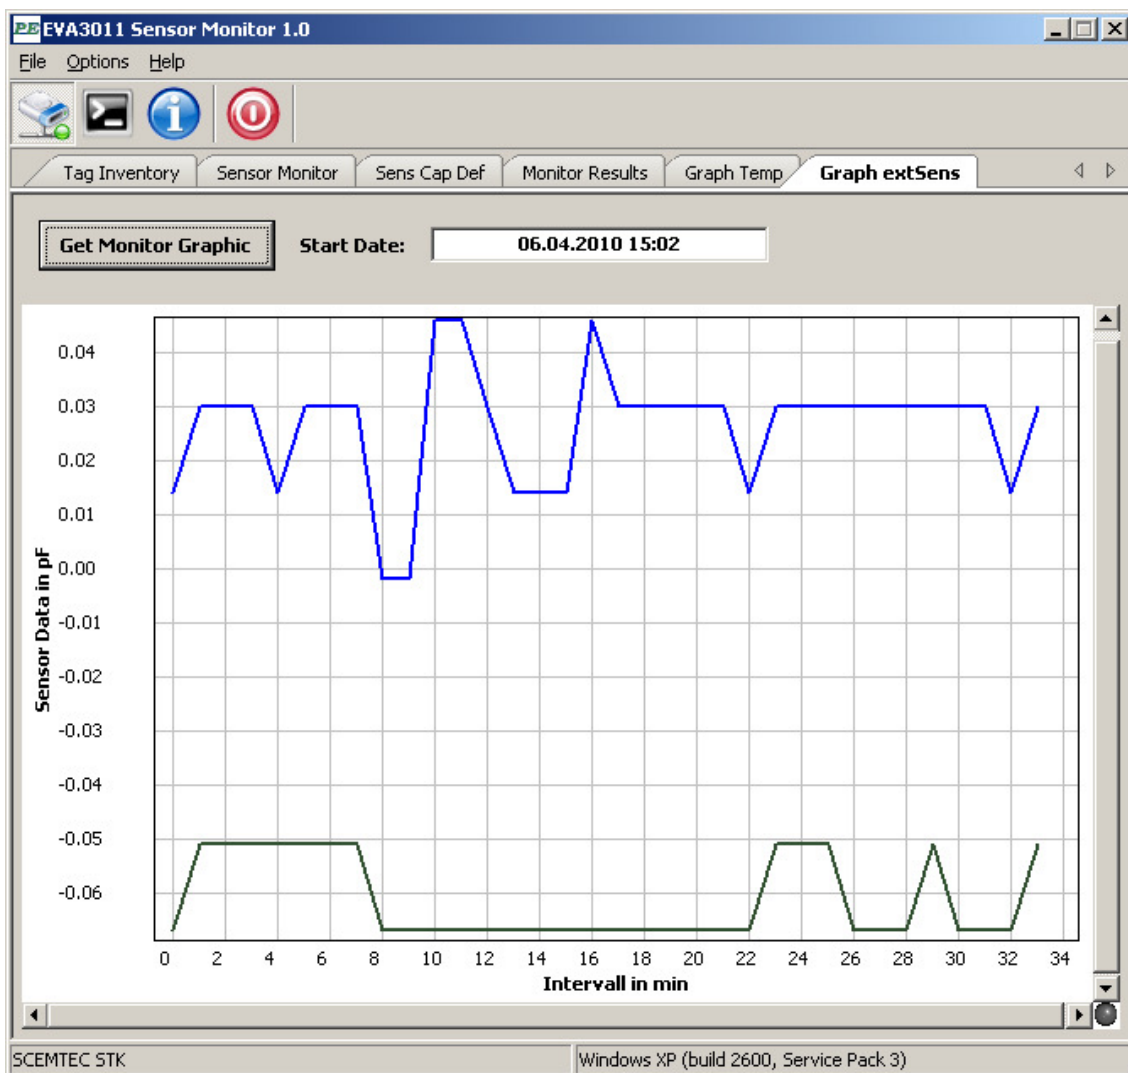 PE EVA3011 Sensor Monitor 1.0
File Options Help
Tag Inventory Sensor Monitor Sens Cap Def Monitor Results Graph Temp Graph extSens
Get Monitor Graphic Start Date: 06.04.2010 15:02
0.04
0.03
0.02
0.01
0.00
-0.01
-0.02
-0.03
-0.04
-0.05
-0.06
Sensor Data in pF
0 2 4 6 8 10 12 14 16 18 20 22 24 26 28 30 32 34
Intervall in min
SCEMTEC STK Windows XP (build 2600, Service Pack 3)